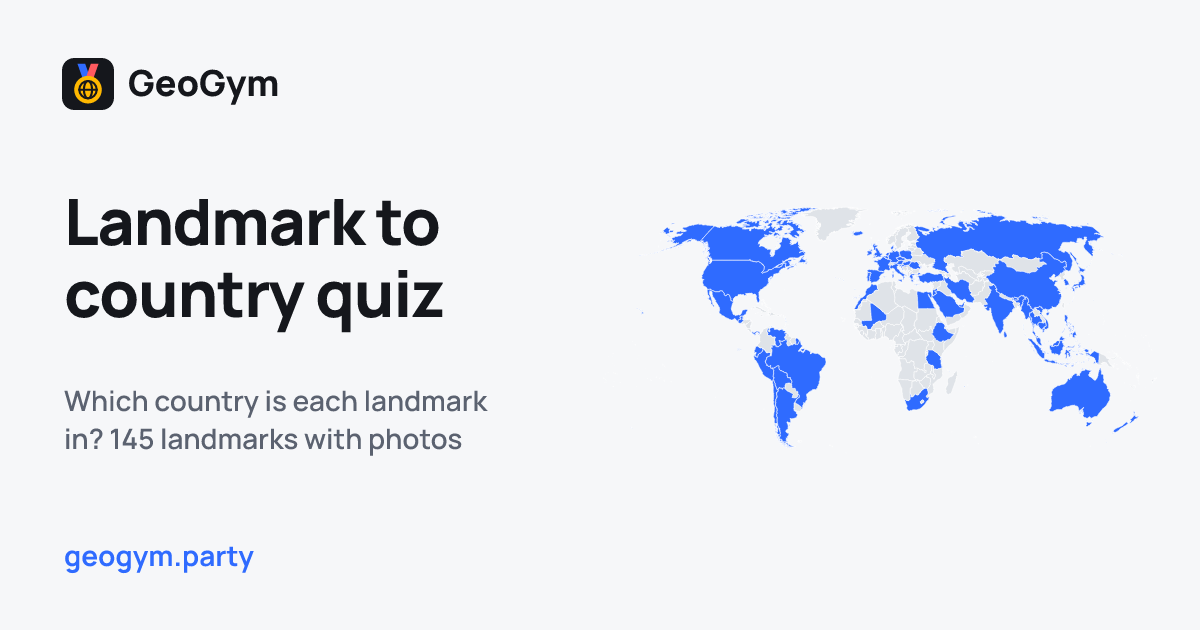 GeoGym
Landmark to
country quiz
Which country is each landmark
in? 145 landmarks with photos
geogym.party